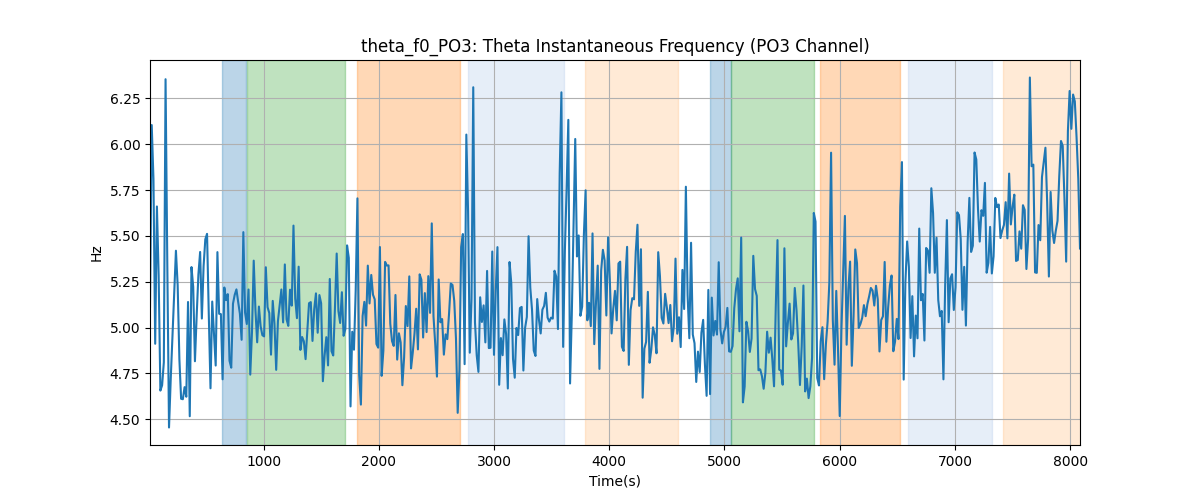 theta_f0_PO3: Theta Instantaneous Frequency (PO3 Channel)
6.25
6.00
5.75
5.50
5.25
5.00
4.75
4.50
Hz
1000 2000 3000 4000 5000 6000 7000 8000
Time(s)